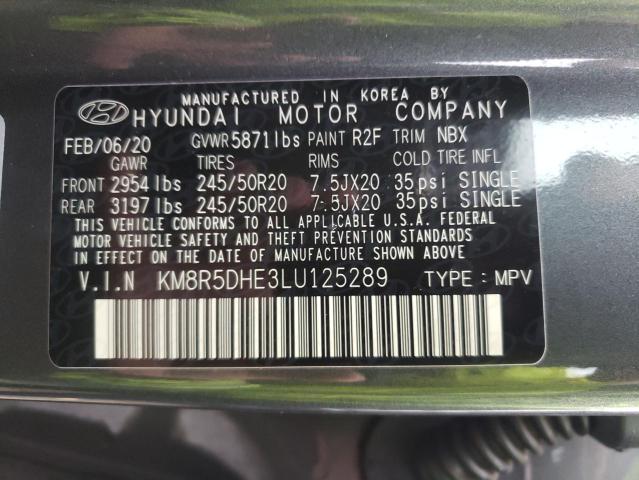 MANUFACTURED IN KOREA BY
HYUNDAI MOTOR COMPANY
FEB/06/20 GVWR 5871lbs PAINT R2F TRIM NBX
GAWR TIRES RIMS COLD TIRE INFL
FRONT 2954 lbs 245/50R20 7.5JX20 35psi SINGLE
REAR 3197 lbs 245/50R20 7.5JX20 35psi SINGLE
THIS VEHICLE CONFORMS TO ALL APPLICABLE U.S.A. FEDERAL
MOTOR VEHICLE SAFETY AND THEFT PREVENTION STANDARDS
IN EFFECT ON THE DATE OF MANUFACTURE SHOWN ABOVE.
V.I.N KM8R5DHE3LU125289 TYPE : MPV